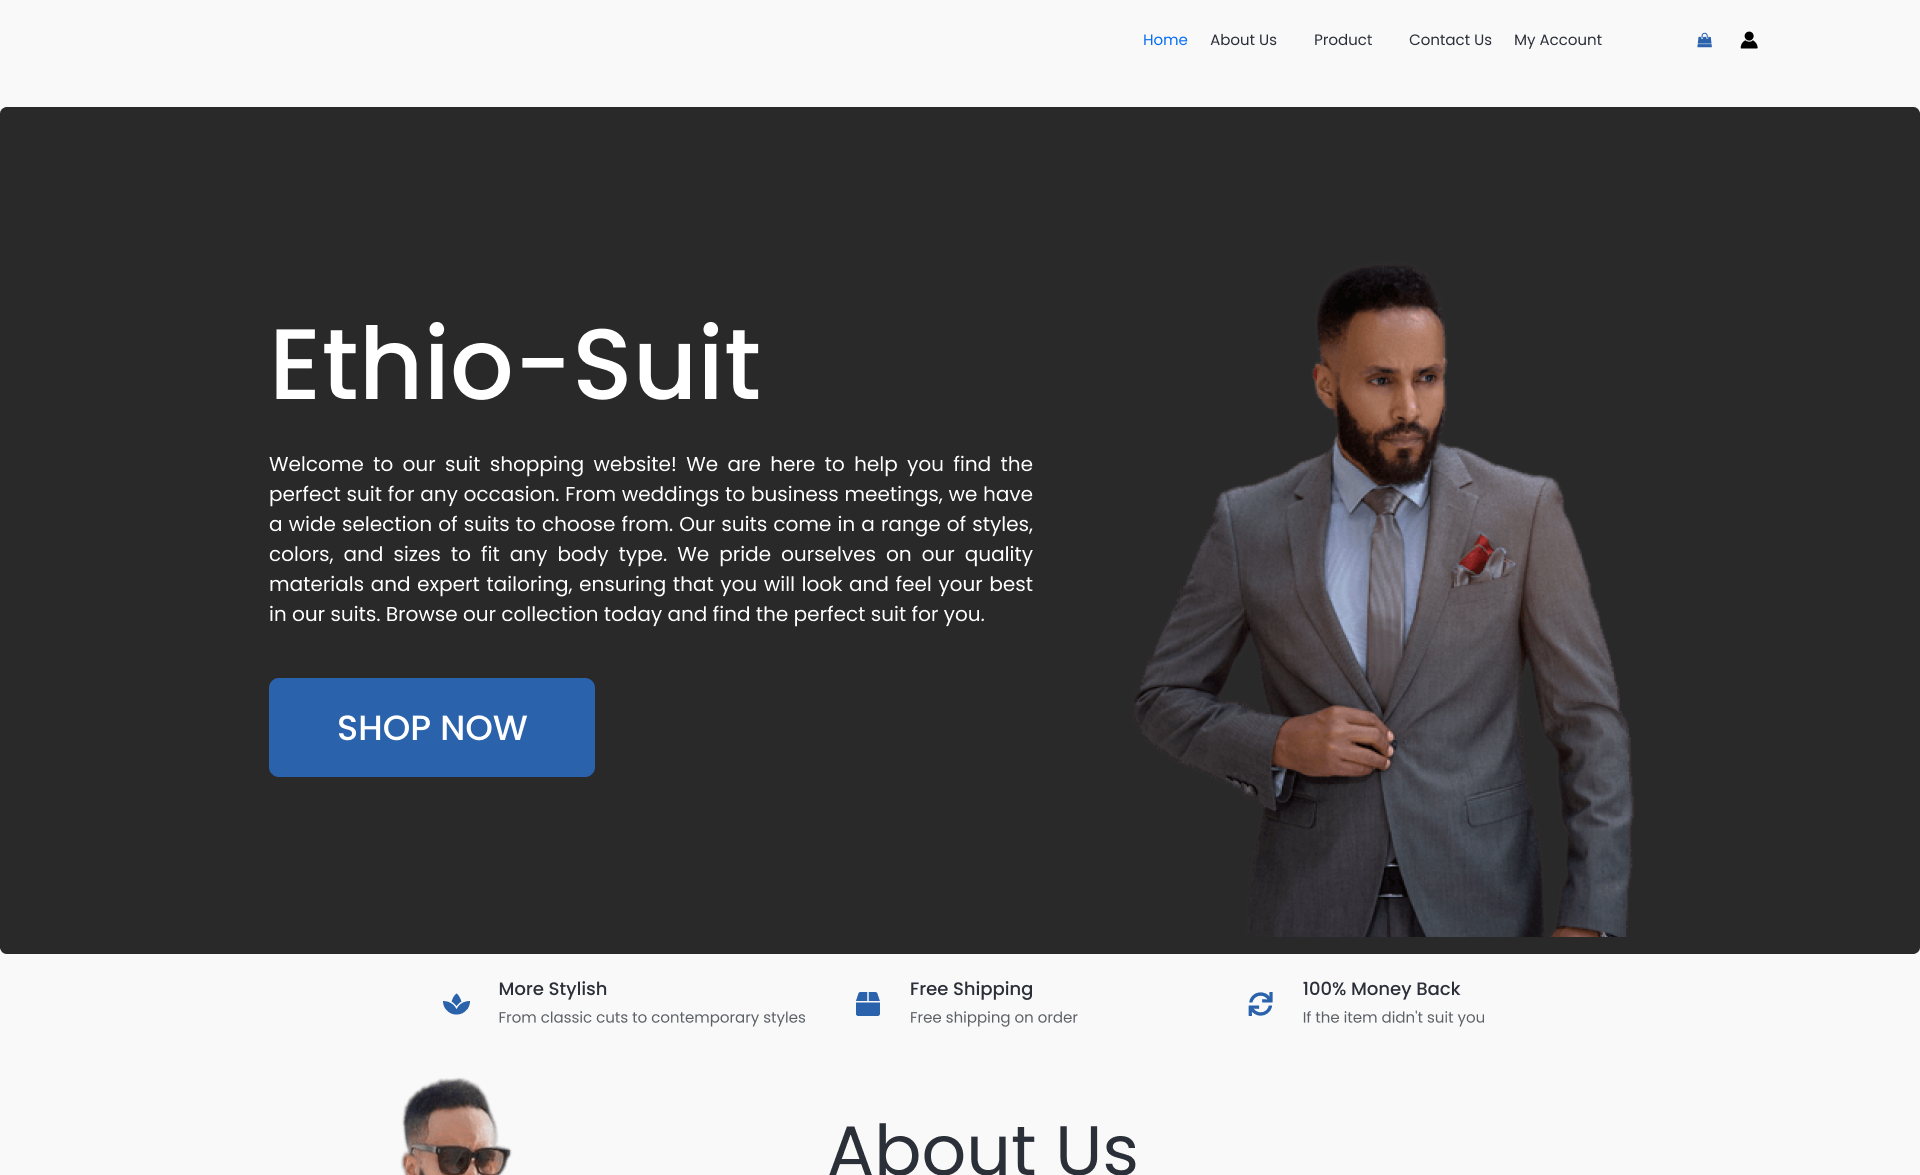 Home About Us Product Contact Us My Account
Ethio-Suit
Welcome to our suit shopping website! We are here to help you find the
perfect suit for any occasion. From weddings to business meetings, we have
a wide selection of suits to choose from. Our suits come in a range of styles,
colors, and sizes to fit any body type. We pride ourselves on our quality
materials and expert tailoring, ensuring that you will look and feel your best
in our suits. Browse our collection today and find the perfect suit for you.
SHOP NOW
More Stylish
From classic cuts to contemporary styles
Free Shipping
Free shipping on order
100% Money Back
If the item didn't suit you
About Us